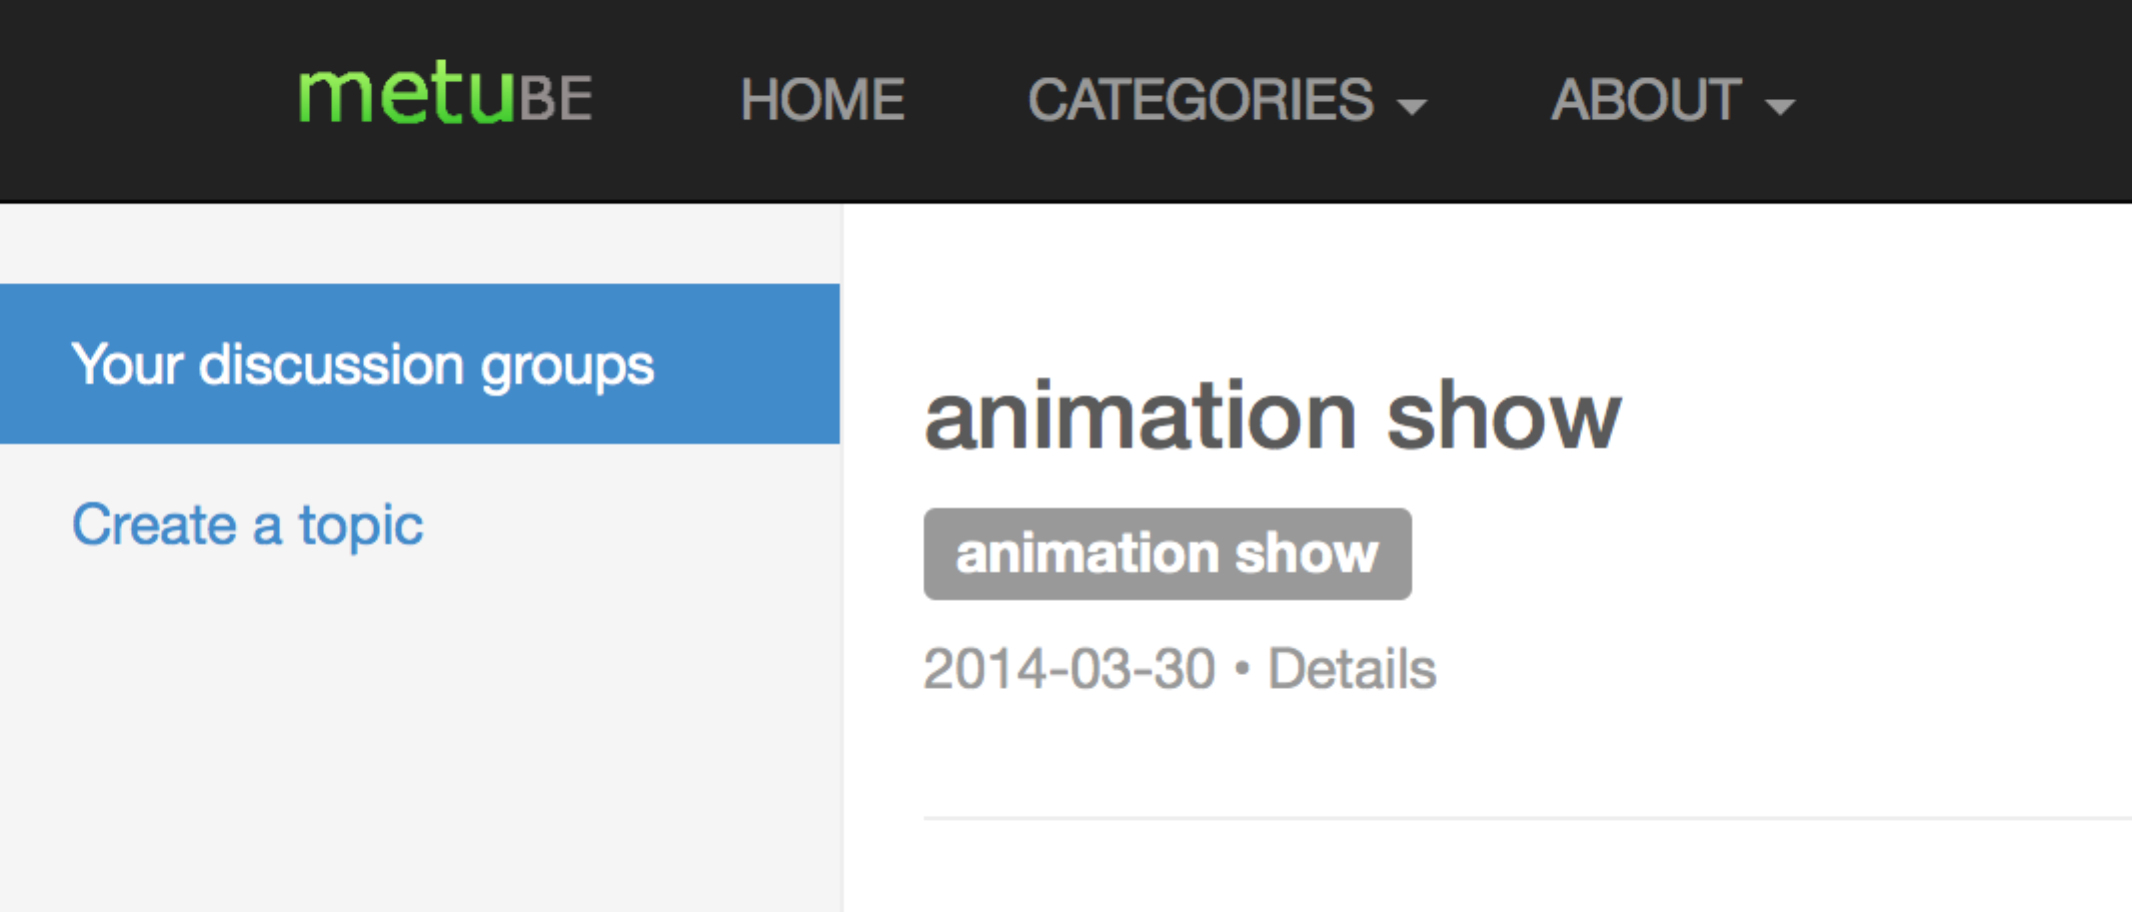 metuBE HOME CATEGORIES ABOUT
Your discussion groups
Create a topic
animation show
animation show
2014-03-30 • Details